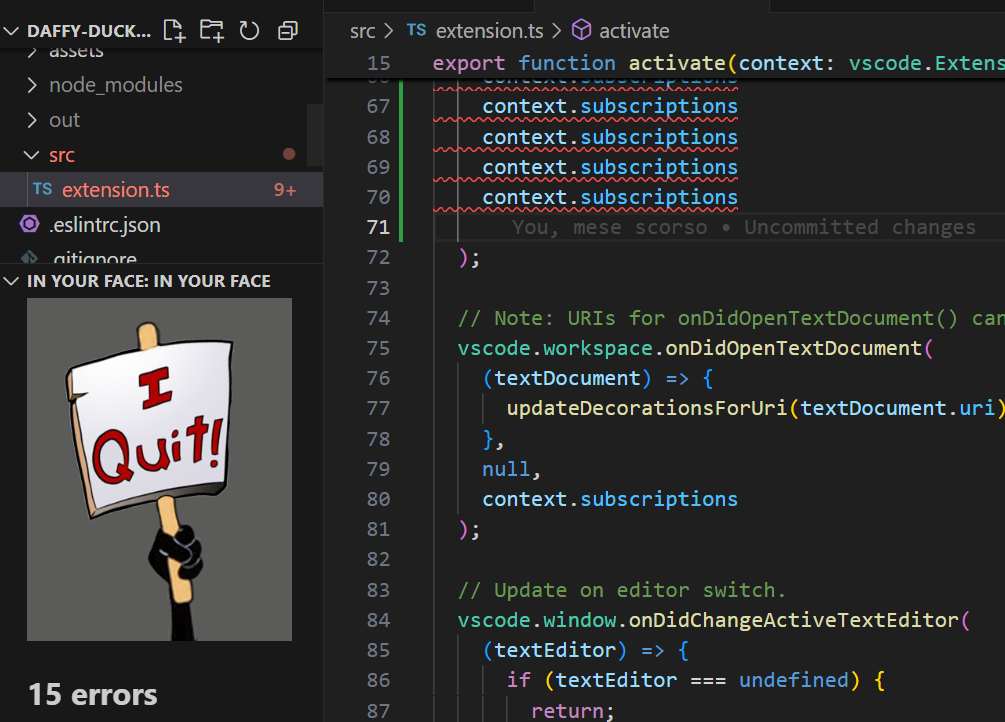 DAFFY-DUCK...
assets
node_modules
out
src
TS extension.ts 9+
.eslintrc.json
.gitignore
IN YOUR FACE: IN YOUR FACE
I
Quit!
15 errors
src > TS extension.ts > activate
15 export function activate(context: vscode.Extens
66 context.subscriptions
67 context.subscriptions
68 context.subscriptions
69 context.subscriptions
70 context.subscriptions
71 You, mese scorso • Uncommitted changes
72 );
73
74 // Note: URIs for onDidOpenTextDocument() can
75 vscode.workspace.onDidOpenTextDocument(
76 (textDocument) => {
77 updateDecorationsForUri(textDocument.uri)
78 },
79 null,
80 context.subscriptions
81 );
82
83 // Update on editor switch.
84 vscode.window.onDidChangeActiveTextEditor(
85 (textEditor) => {
86 if (textEditor === undefined) {
87 return;